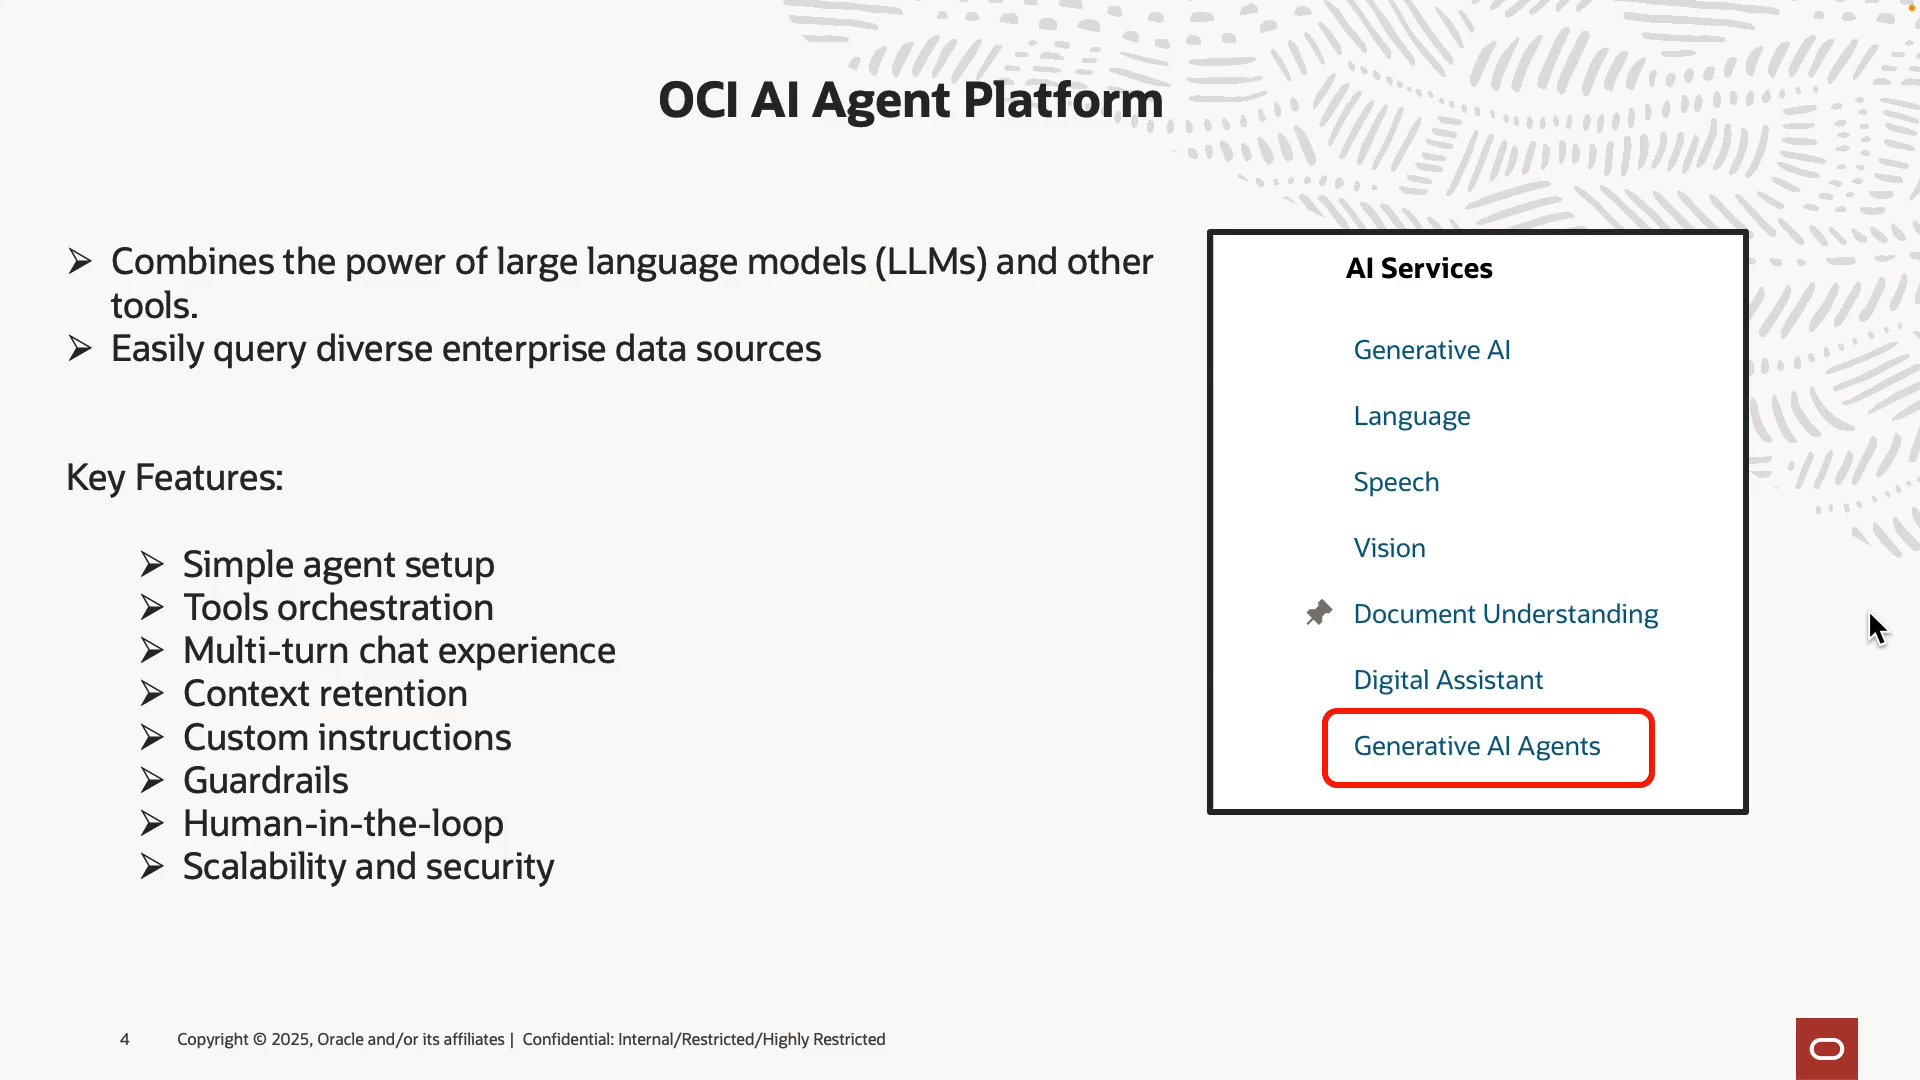 OCI AI Agent Platform
Combines the power of large language models (LLMs) and other
tools.
Easily query diverse enterprise data sources
Key Features:
Simple agent setup
Tools orchestration
Multi-turn chat experience
Context retention
Custom instructions
Guardrails
Human-in-the-loop
Scalability and security
AI Services
Generative AI
Language
Speech
Vision
Document Understanding
Digital Assistant
Generative AI Agents
4 Copyright © 2025, Oracle and/or its affiliates | Confidential: Internal/Restricted/Highly Restricted